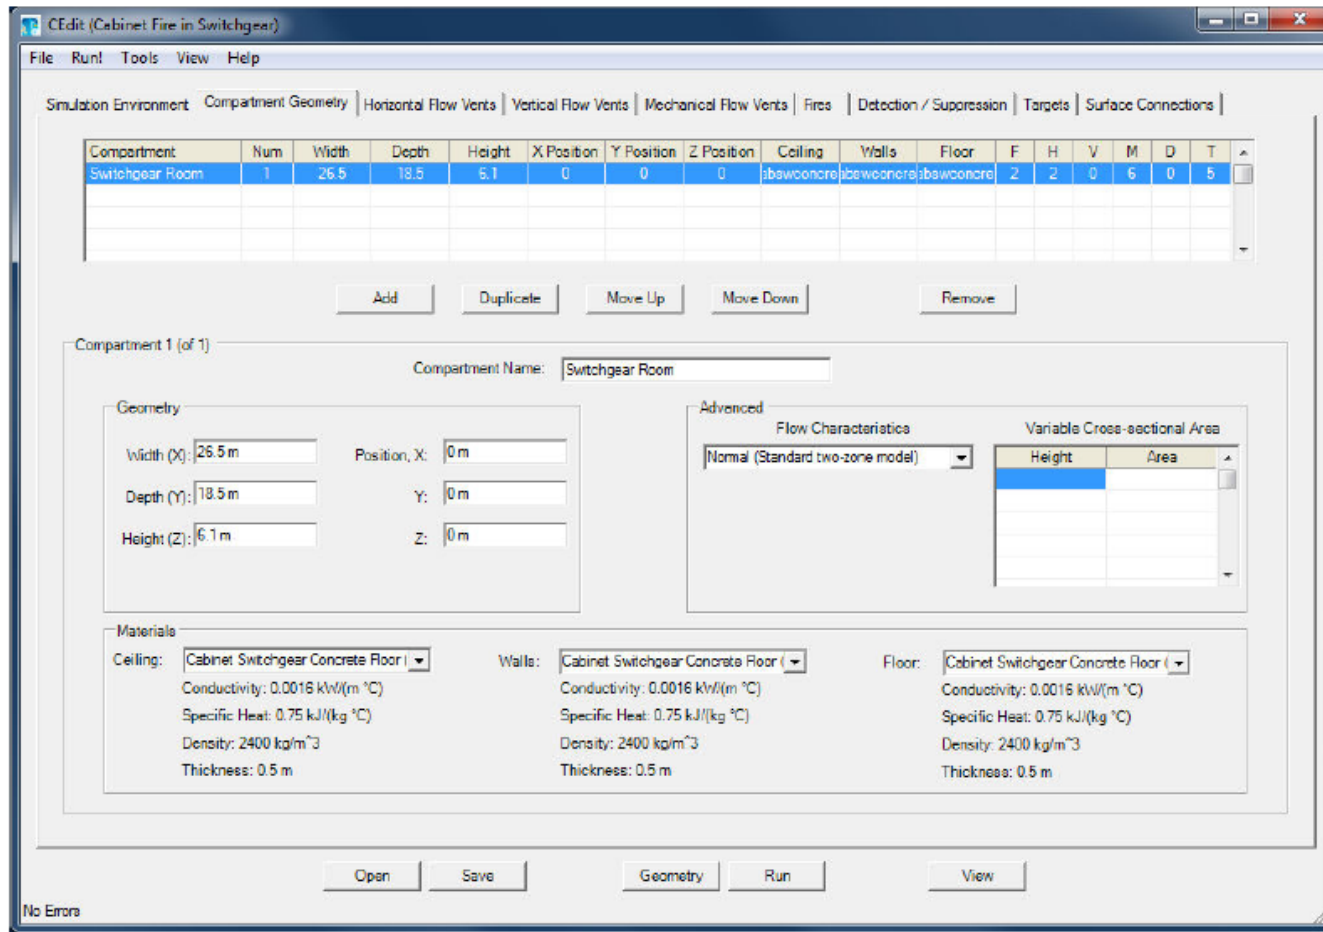 CEdit (Cabinet Fire in Switchgear)
File Run! Tools View Help
Simulation Environment Compartment Geometry Horizontal Flow Vents Vertical Flow Vents Mechanical Flow Vents Fires Detection / Suppression Targets Surface Connections
Compartment Num Width Depth Height X Position Y Position Z Position Ceiling Walls Floor F H V M D T
Switchgear Room 1 26.5 18.5 6.1 0 0 0 2 2 0 6 0 5
Add Duplicate Move Up Move Down Remove
Compartment 1 (of 1)
Compartment Name: Switchgear Room
Geometry Advanced
Flow Characteristics Variable Cross-sectional Area
Width (X): 26.5 m Position, X: 0 m Normal (Standard two-zone model) Height Area
Depth (Y): 18.5 m Y: 0 m
Height (Z): 6.1 m Z: 0 m
Materials
Ceiling: Cabinet Switchgear Concrete Floor ( Walls: Cabinet Switchgear Concrete Floor ( Floor: Cabinet Switchgear Concrete Floor (
Conductivity: 0.0016 kW/(m °C) Conductivity: 0.0016 kW/(m °C) Conductivity: 0.0016 kW/(m °C)
Specific Heat: 0.75 kJ/(kg °C) Specific Heat: 0.75 kJ/(kg °C) Specific Heat: 0.75 kJ/(kg °C)
Density: 2400 kg/m^3 Density: 2400 kg/m^3 Density: 2400 kg/m^3
Thickness: 0.5 m Thickness: 0.5 m Thickness: 0.5 m
Open Save Geometry Run View
No Errors